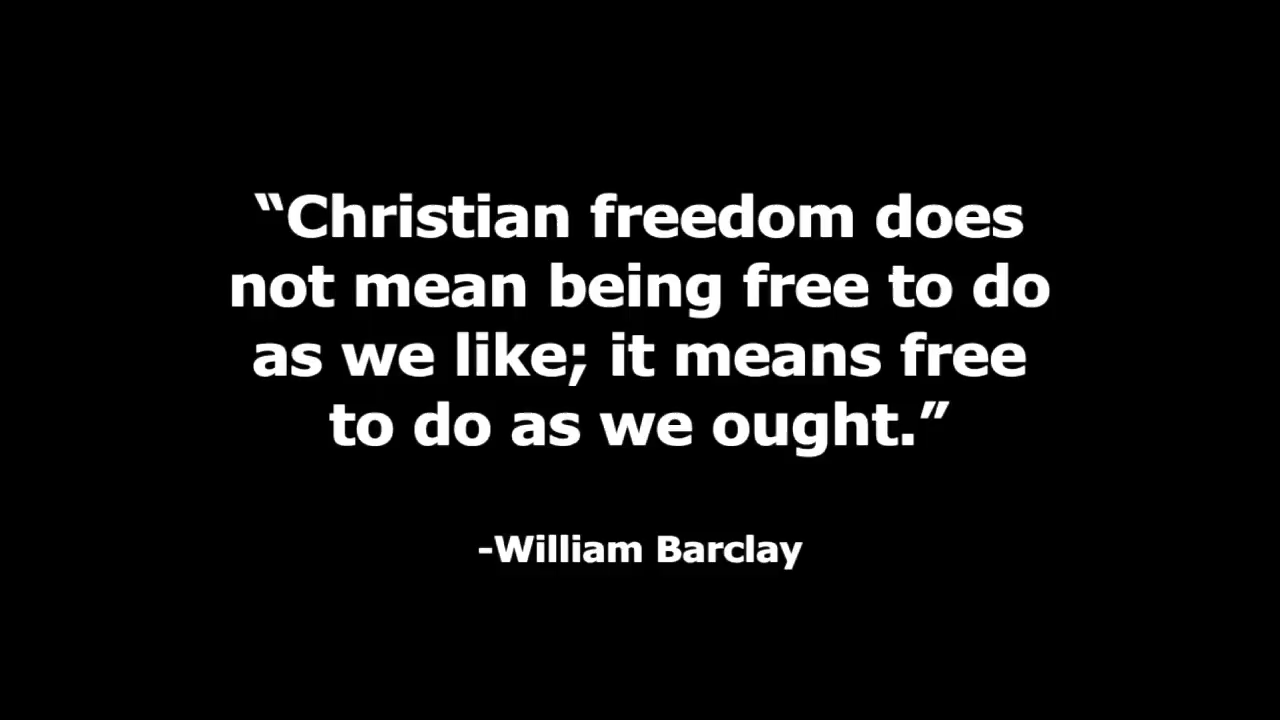 “Christian freedom does
not mean being free to do
as we like; it means free
to do as we ought.”
-William Barclay